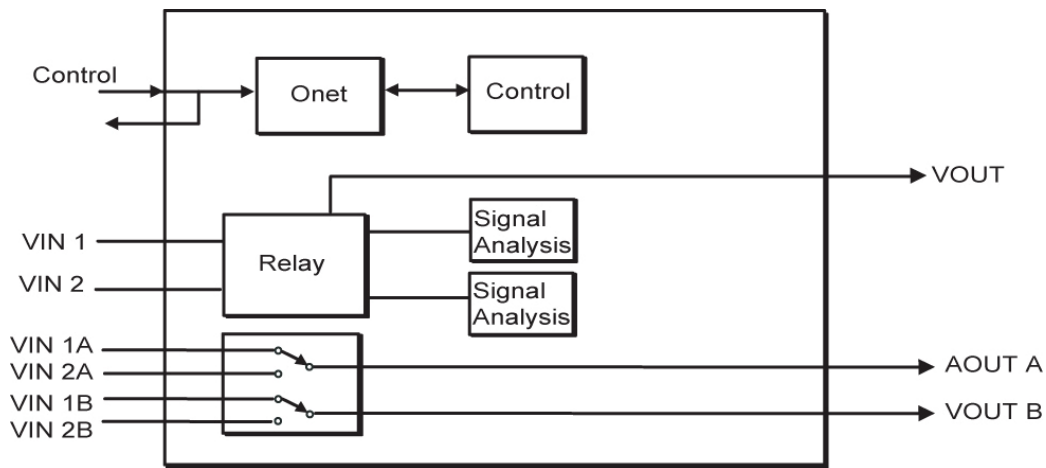 Control
Onet
Control
VOUT
VIN 1
VIN 2
Relay
Signal
Analysis
Signal
Analysis
VIN 1A
VIN 2A
VIN 1B
VIN 2B
AOUT A
VOUT B